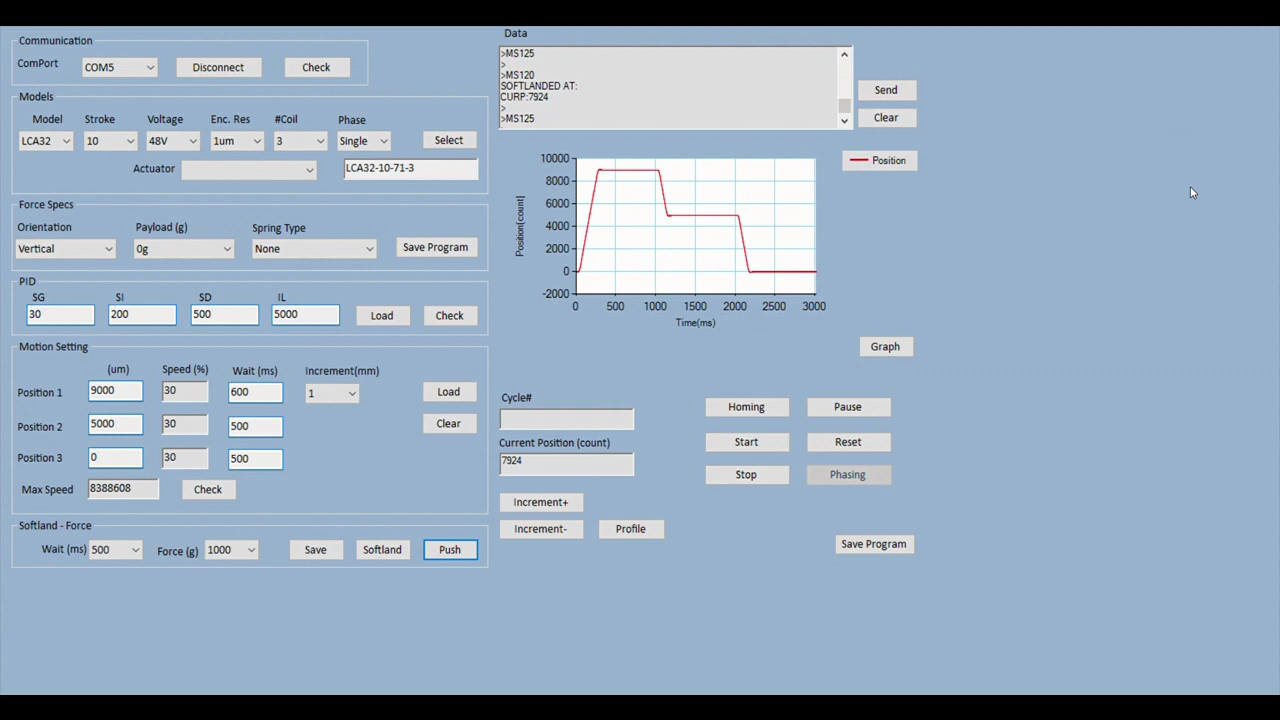 Communication
ComPort COM5 Disconnect Check
Models
Model Stroke Voltage Enc. Res #Coil Phase
LCA32 10 48V 1um 3 Single Select
Actuator LCA32-10-71-3
Force Specs
Orientation Payload (g) Spring Type
Vertical 0g None Save Program
PID
SG SI SD IL
30 200 500 5000 Load Check
Motion Setting
(um) Speed (%) Wait (ms) Increment(mm)
Position 1 9000 30 600 1 Load
Position 2 5000 30 500 Clear
Position 3 0 30 500
Max Speed 8388608 Check
Softland - Force
Wait (ms) 500 Force (g) 1000 Save Softland Push
Data
>MS125
>
>MS120
SOFTLANDED AT:
CURP:7924
>
>MS125
Send
Clear
Position
10000
8000
6000
4000
2000
0
-2000
Position[count]
0 500 1000 1500 2000 2500 3000
Time(ms)
Graph
Cycle#
Current Position (count)
7924
Homing Pause
Start Reset
Stop Phasing
Increment+
Increment- Profile
Save Program